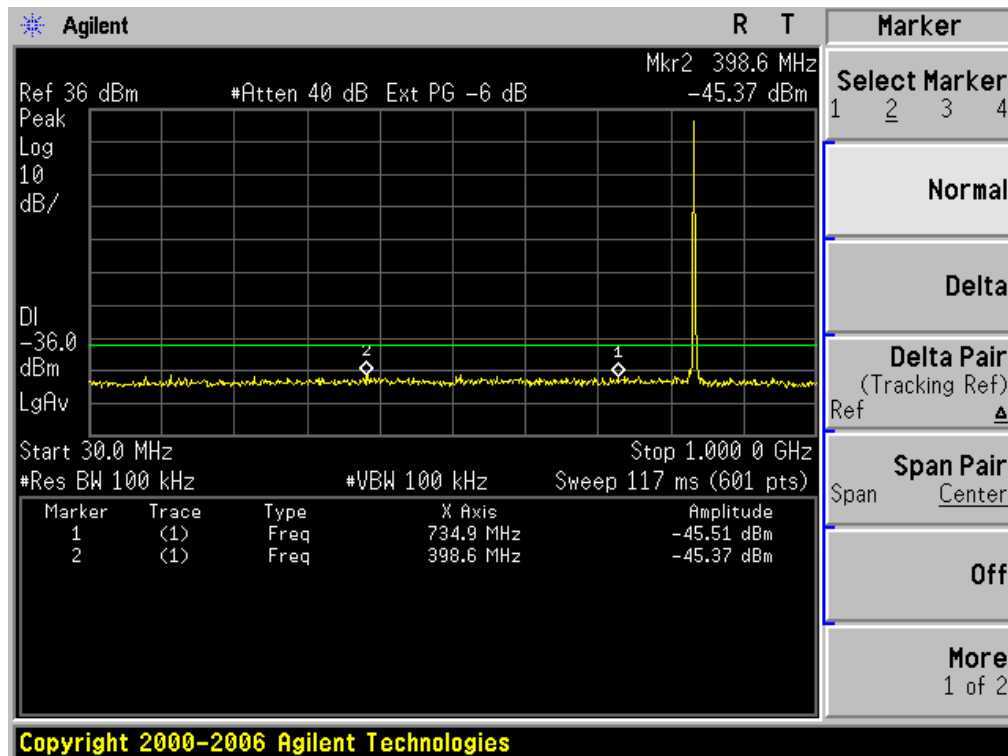 Agilent R T
Mkr2 398.6 MHz
Ref 36 dBm #Atten 40 dB Ext PG -6 dB -45.37 dBm
Peak
Log
10
dB/
DI
-36.0
dBm
LgAv
2
1
Start 30.0 MHz Stop 1.000 0 GHz
#Res BW 100 kHz #VBW 100 kHz Sweep 117 ms (601 pts)
Marker Trace Type X Axis Amplitude
1 (1) Freq 734.9 MHz -45.51 dBm
2 (1) Freq 398.6 MHz -45.37 dBm
Marker
Select Marker
1 2 3 4
Normal
Delta
Delta Pair
(Tracking Ref)
Ref Δ
Span Pair
Span Center
Off
More
1 of 2
Copyright 2000-2006 Agilent Technologies